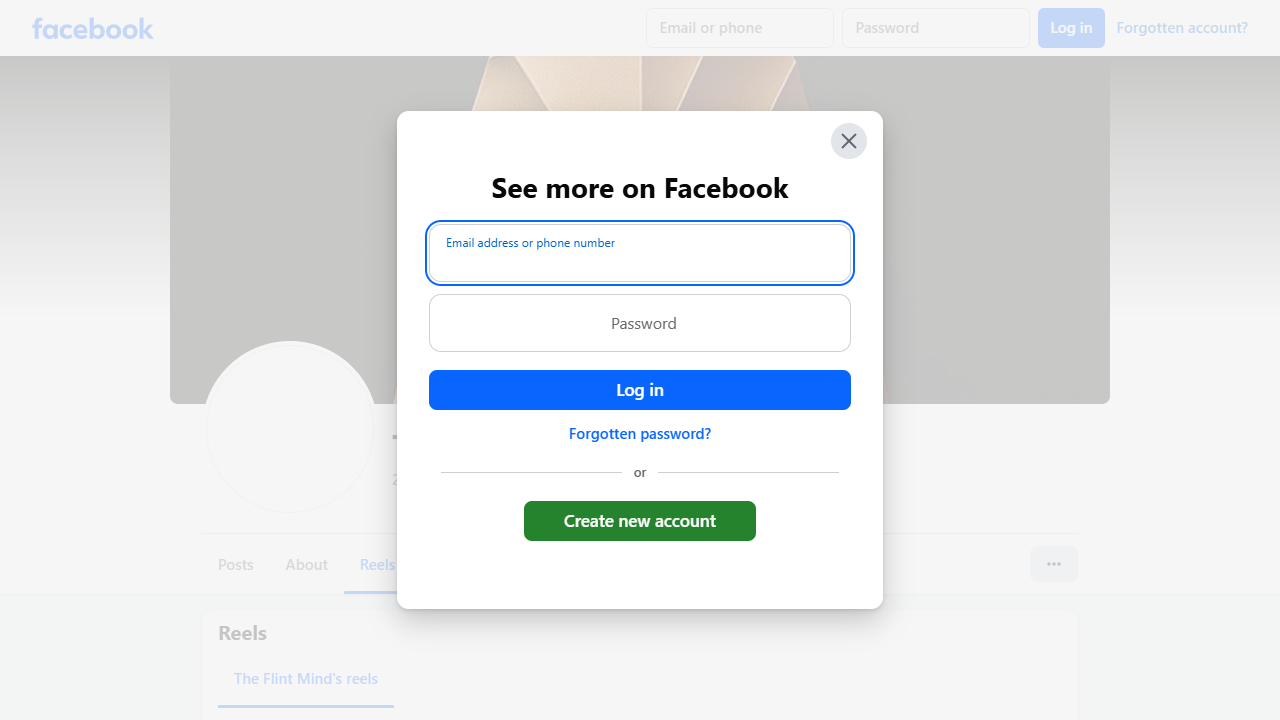 facebook
Email or phone
Password
Log in
Forgotten account?
See more on Facebook
Email address or phone number
Password
Log in
Forgotten password?
or
Create new account
Posts
About
Reels
Reels
The Flint Mind's reels